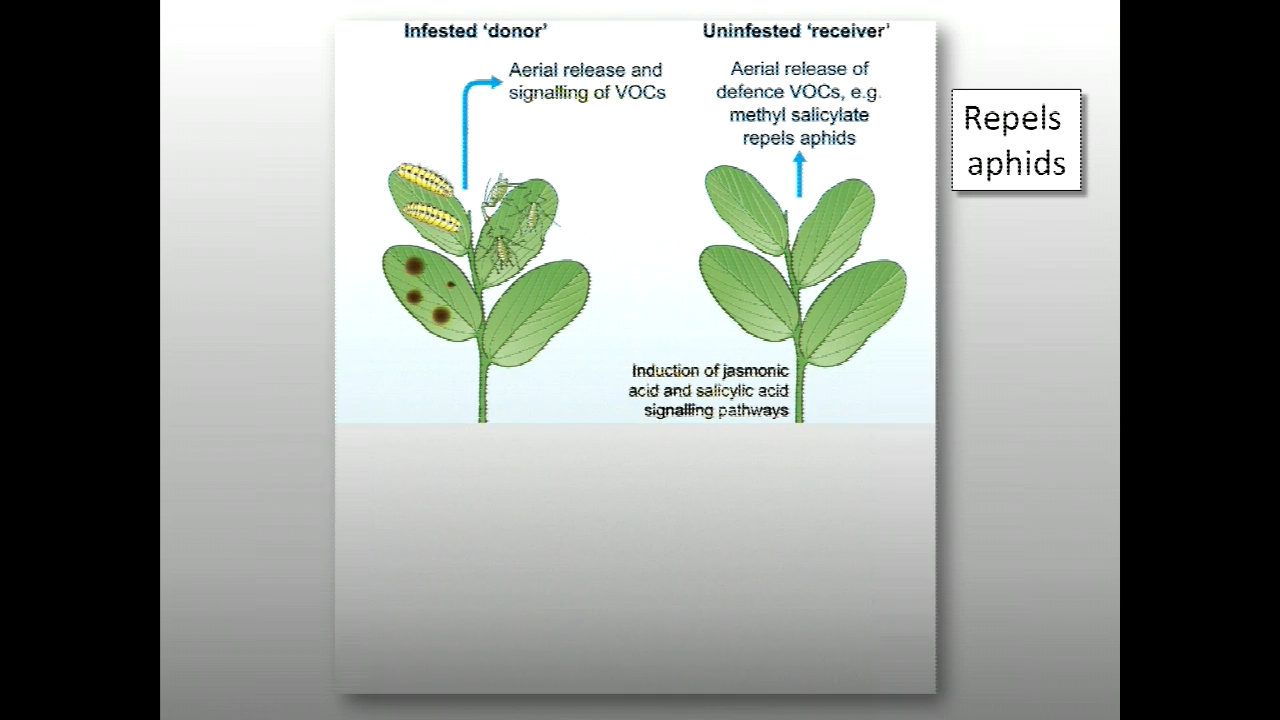 Infested ‘donor’
Uninfested ‘receiver’
Aerial release and
signalling of VOCs
Aerial release of
defence VOCs, e.g.
methyl salicylate
repels aphids
Repels
aphids
Induction of jasmonic
acid and salicylic acid
signalling pathways